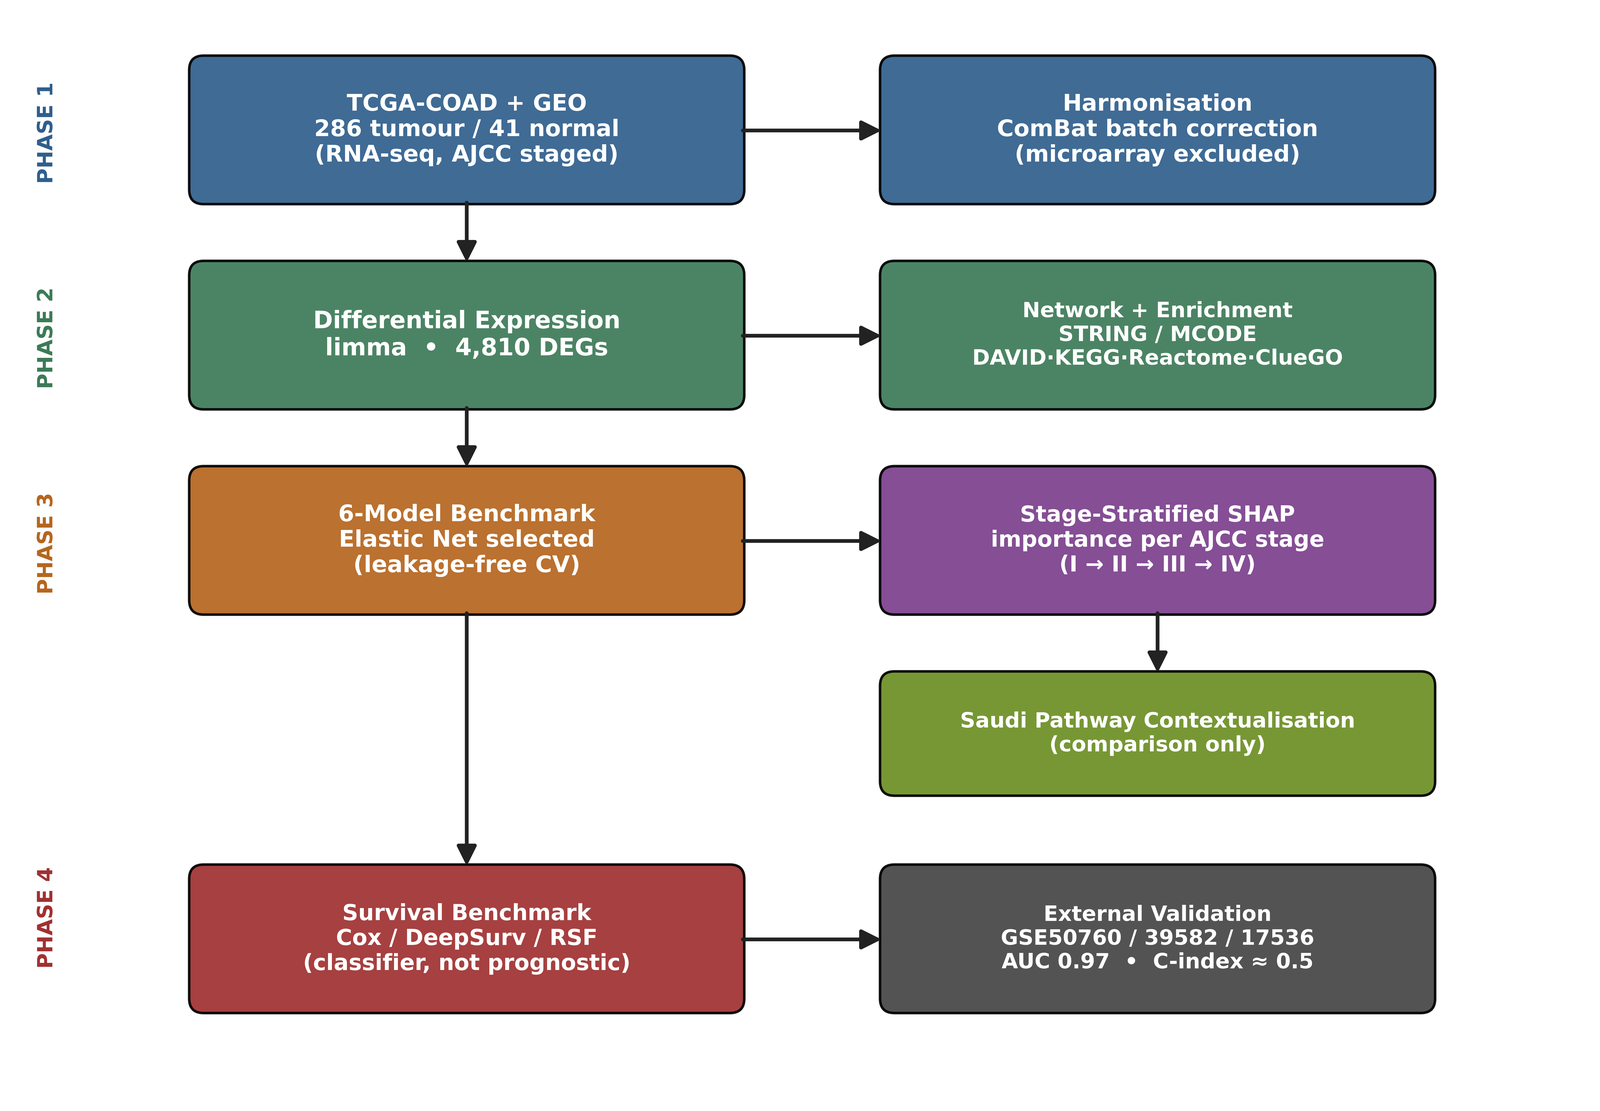 PHASE 1
TCGA-COAD + GEO
286 tumour / 41 normal
(RNA-seq, AJCC staged)
Harmonisation
ComBat batch correction
(microarray excluded)
PHASE 2
Differential Expression
limma • 4,810 DEGs
Network + Enrichment
STRING / MCODE
DAVID·KEGG·Reactome·ClueGO
PHASE 3
6-Model Benchmark
Elastic Net selected
(leakage-free CV)
Stage-Stratified SHAP
importance per AJCC stage
(I → II → III → IV)
Saudi Pathway Contextualisation
(comparison only)
PHASE 4
Survival Benchmark
Cox / DeepSurv / RSF
(classifier, not prognostic)
External Validation
GSE50760 / 39582 / 17536
AUC 0.97 • C-index ≈ 0.5